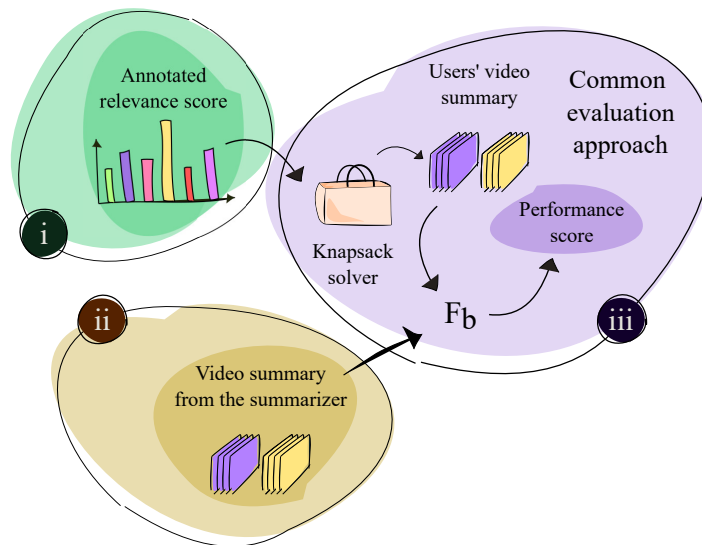 Annotated
relevance score
i
Users' video
summary
Common
evaluation
approach
Knapsack
solver
Performance
score
Fb
iii
ii
Video summary
from the summarizer